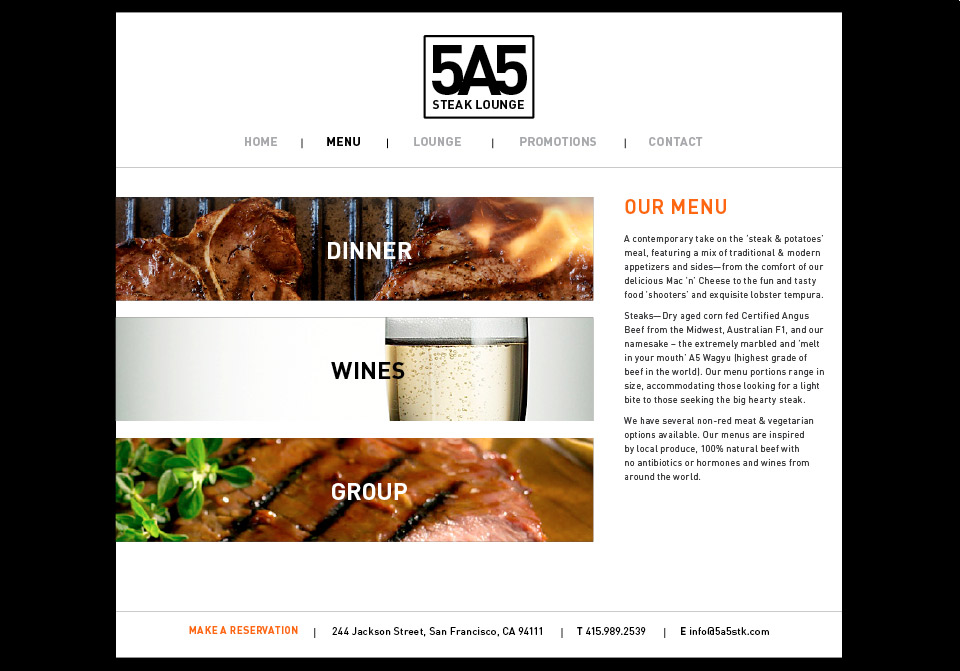 5A5
STEAK LOUNGE
HOME | MENU | LOUNGE | PROMOTIONS | CONTACT
DINNER
WINES
GROUP
OUR MENU
A contemporary take on the 'steak & potatoes'
meal, featuring a mix of traditional & modern
appetizers and sides—from the comfort of our
delicious Mac 'n' Cheese to the fun and tasty
food 'shooters' and exquisite lobster tempura.
Steaks—Dry aged corn fed Certified Angus
Beef from the Midwest, Australian F1, and our
namesake – the extremely marbled and 'melt
in your mouth' A5 Wagyu (highest grade of
beef in the world). Our menu portions range in
size, accommodating those looking for a light
bite to those seeking the big hearty steak.
We have several non-red meat & vegetarian
options available. Our menus are inspired
by local produce, 100% natural beef with
no antibiotics or hormones and wines from
around the world.
MAKE A RESERVATION | 244 Jackson Street, San Francisco, CA 94111 | T 415.989.2539 | E info@5a5stk.com